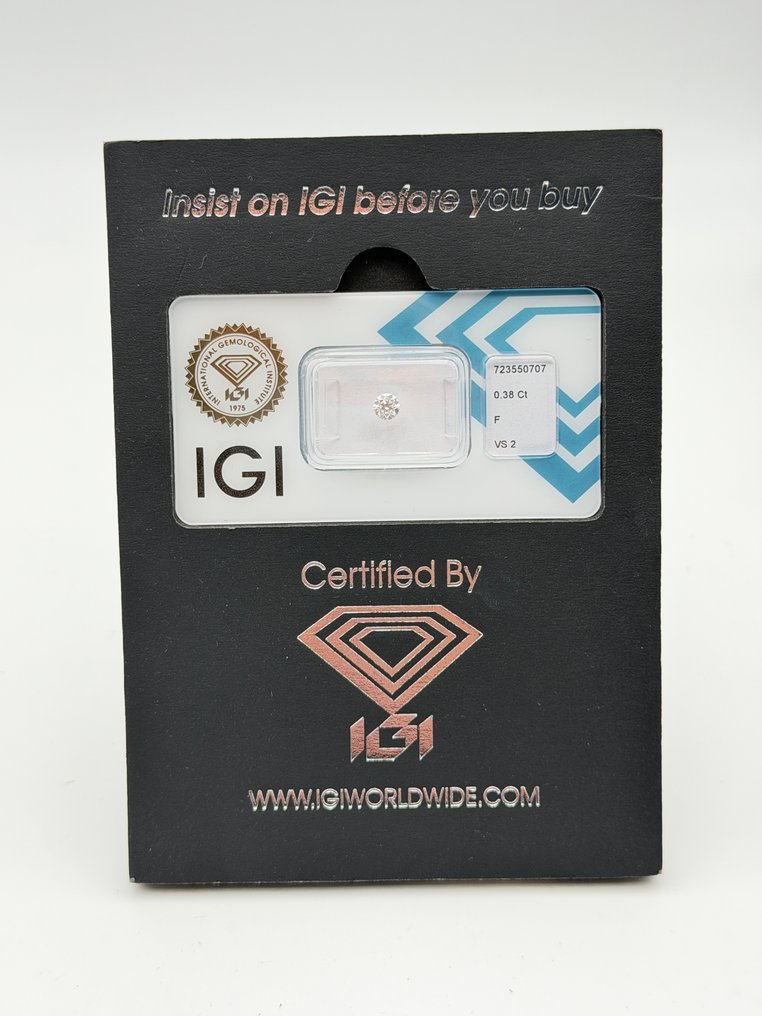 Insist on IGI before you buy
INTERNATIONAL GEMOLOGICAL INSTITUTE
IGI
1975
IGI
723550707
0.38 Ct
F
VS 2
Certified By
IGI
WWW.IGIWORLDWIDE.COM